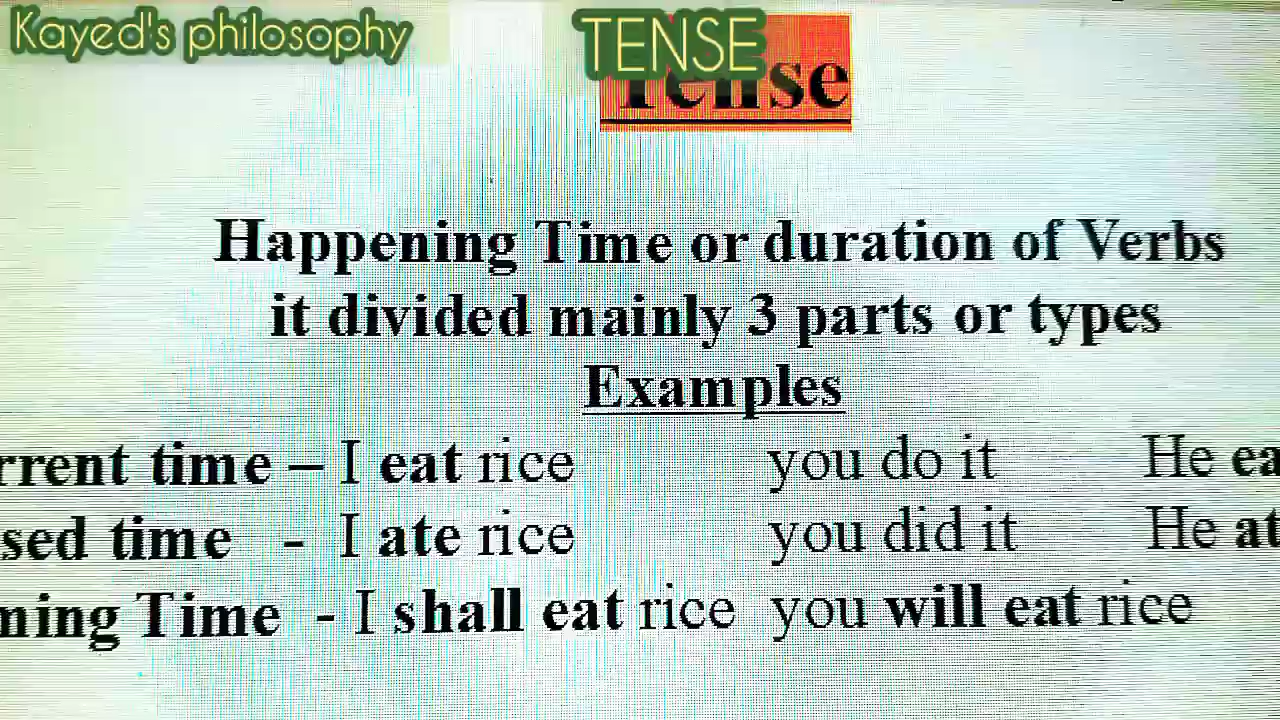 Kayed's philosophy
TENSE
Tense
Happening Time or duration of Verbs
it divided mainly 3 parts or types
Examples
rrent time – I eat rice you do it He ea
sed time - I ate rice you did it He at
ming Time - I shall eat rice you will eat rice